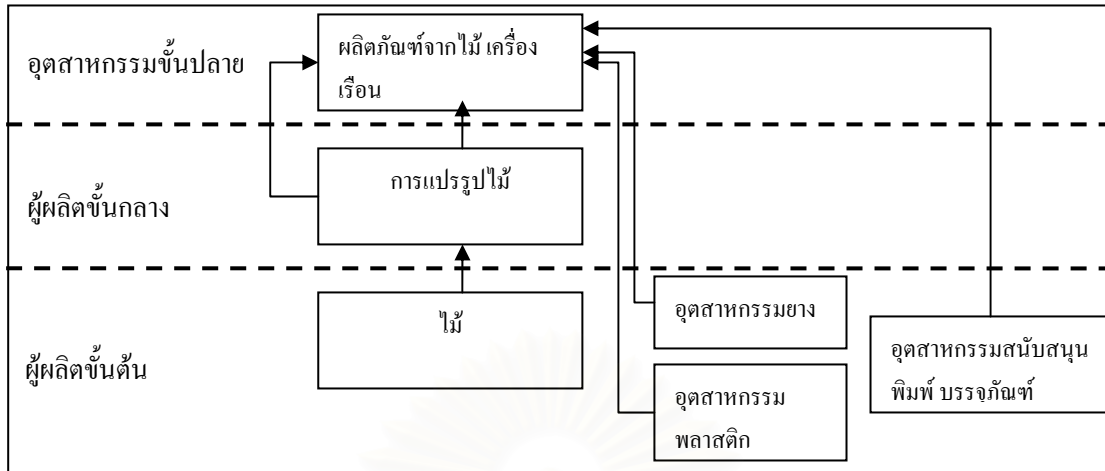 ผลิตภัณฑ์จากไม้ เครื่อง
เรือน
อุตสาหกรรมขั้นปลาย
การแปรรูปไม้
ผู้ผลิตขั้นกลาง
ไม้
อุตสาหกรรมยาง
อุตสาหกรรมสนับสนุน
พิมพ์ บรรจุภัณฑ์
ผู้ผลิตขั้นต้น
อุตสาหกรรม
พลาสติก